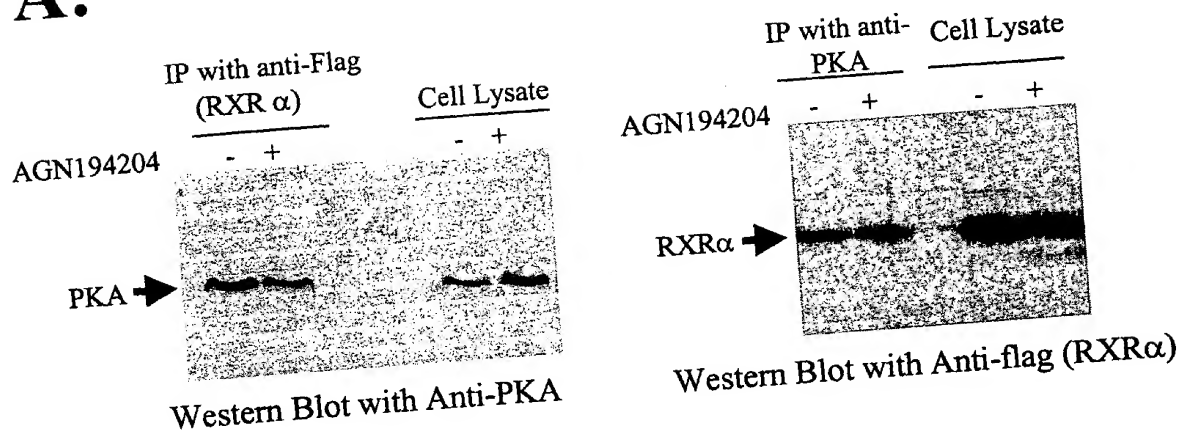 A.
IP with anti-Flag
(RXR α)
Cell Lysate
AGN194204
- +
- +
PKA
Western Blot with Anti-PKA
IP with anti-
PKA
Cell Lysate
AGN194204
- +
- +
RXRα
Western Blot with Anti-flag (RXRα)